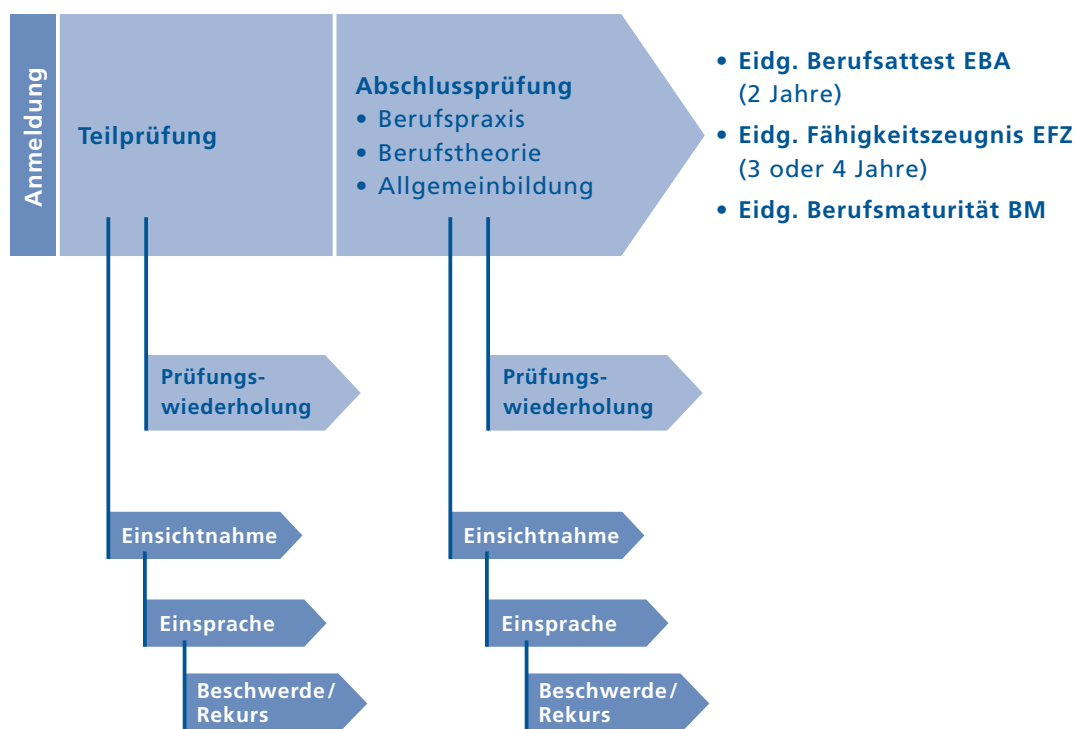 Anmeldung
Teilprüfung
Abschlussprüfung
• Berufspraxis
• Berufstheorie
• Allgemeinbildung
• Eidg. Berufsattest EBA
(2 Jahre)
• Eidg. Fähigkeitszeugnis EFZ
(3 oder 4 Jahre)
• Eidg. Berufsmaturität BM
Prüfungs-
wiederholung
Prüfungs-
wiederholung
Einsichtnahme
Einsichtnahme
Einsprache
Einsprache
Beschwerde/
Rekurs
Beschwerde/
Rekurs